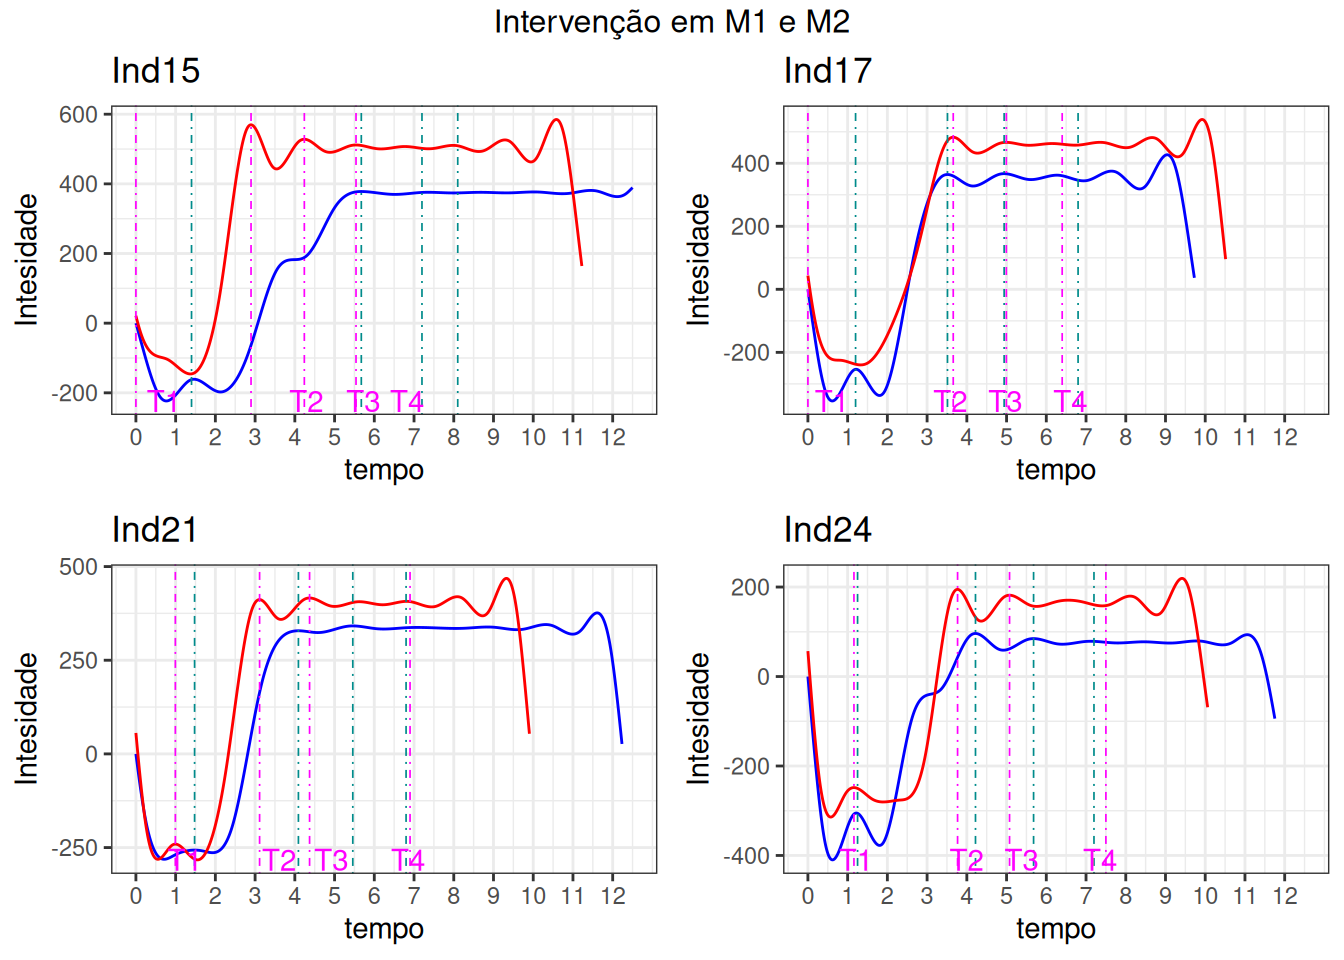 Intervenção em M1 e M2
Ind15
Intesidade
600
400
200
0
-200
T1 T2 T3 T4
0 1 2 3 4 5 6 7 8 9 10 11 12
tempo
Ind17
Intesidade
400
200
0
-200
T1 T2 T3 T4
0 1 2 3 4 5 6 7 8 9 10 11 12
tempo
Ind21
Intesidade
500
250
0
-250
T1 T2 T3 T4
0 1 2 3 4 5 6 7 8 9 10 11 12
tempo
Ind24
Intesidade
200
0
-200
-400
T1 T2 T3 T4
0 1 2 3 4 5 6 7 8 9 10 11 12
tempo